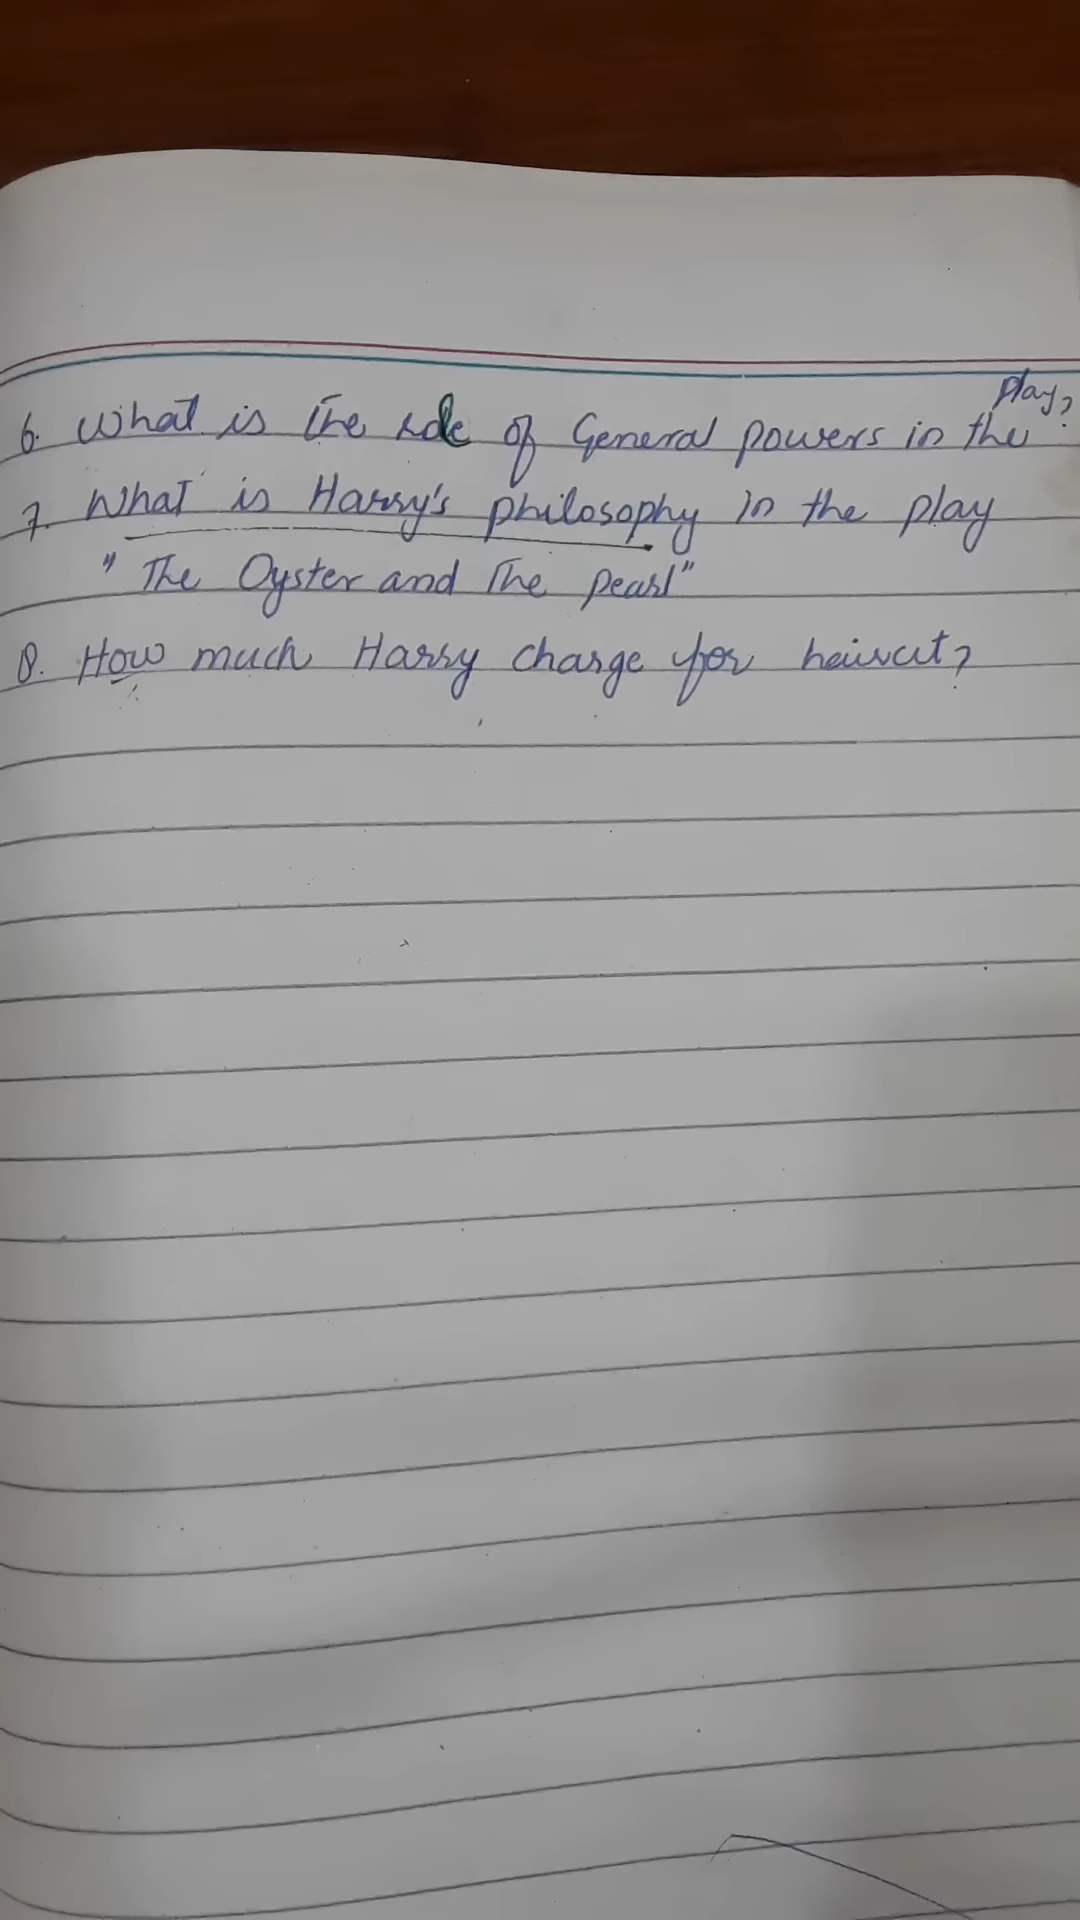 6. What is the role of General powers in the play?
7. What is Harry's philosophy in the play
" The Oyster and The pearl"
8. How much Harry charge for haircut?